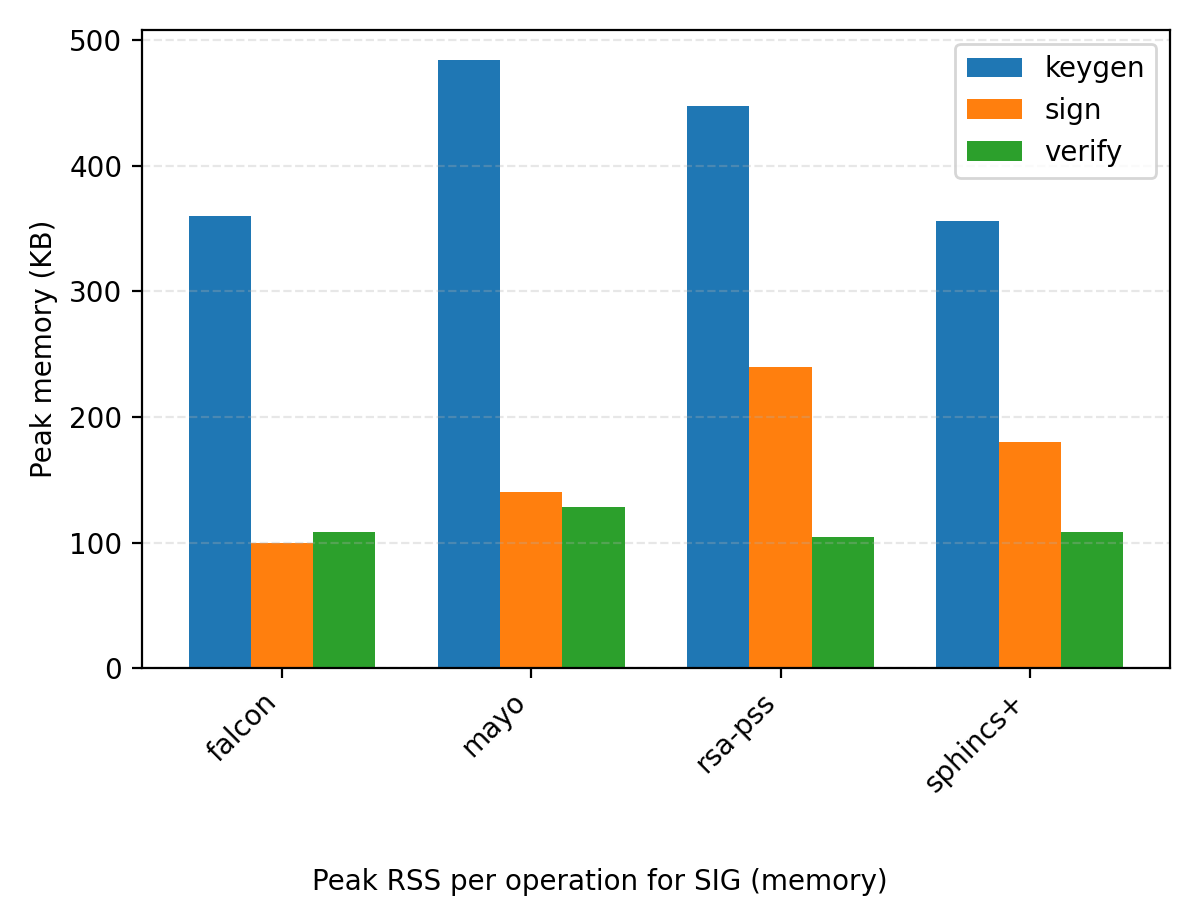 500
400
300
200
100
0
Peak memory (KB)
keygen
sign
verify
falcon
mayo
rsa-pss
sphincs+
Peak RSS per operation for SIG (memory)